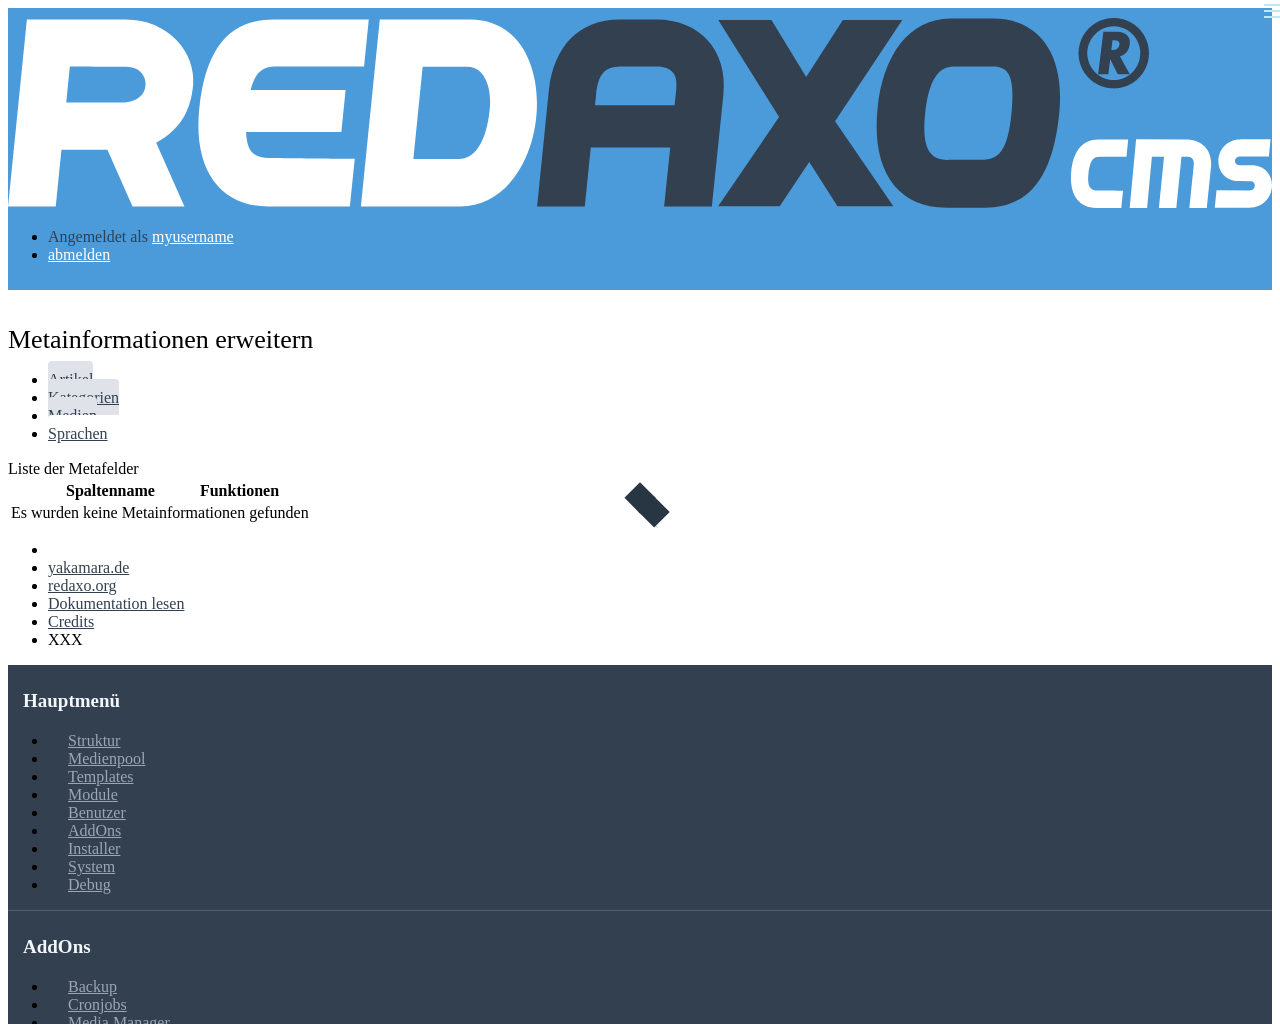 REDAXO®
cms
Angemeldet als myusername
abmelden
Metainformationen erweitern
Artikel
Kategorien
Medien
Sprachen
Liste der Metafelder
Spaltenname Funktionen
Es wurden keine Metainformationen gefunden
yakamara.de
redaxo.org
Dokumentation lesen
Credits
XXX
Hauptmenü
Struktur
Medienpool
Templates
Module
Benutzer
AddOns
Installer
System
Debug
AddOns
Backup
Cronjobs
Media Manager